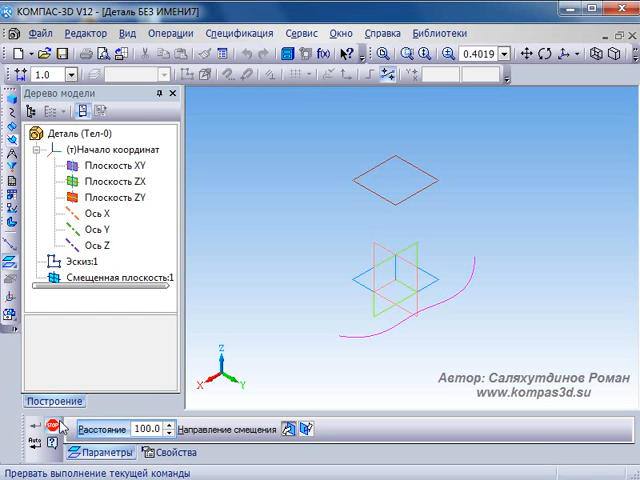 КОМПАС-3D V12 - [Деталь БЕЗ ИМЕНИ7]
Файл Редактор Вид Операции Спецификация Сервис Окно Справка Библиотеки
0.4019
1.0
Дерево модели
Деталь (Тел-0)
(т)Начало координат
Плоскость XY
Плоскость ZX
Плоскость ZY
Ось X
Ось Y
Ось Z
Эскиз:1
Смещенная плоскость:1
Z
X Y
Автор: Саляхутдинов Роман
www.kompas3d.su
Построение
STOP Расстояние 100.0 Направление смещения
Авто
Параметры Свойства
Прервать выполнение текущей команды